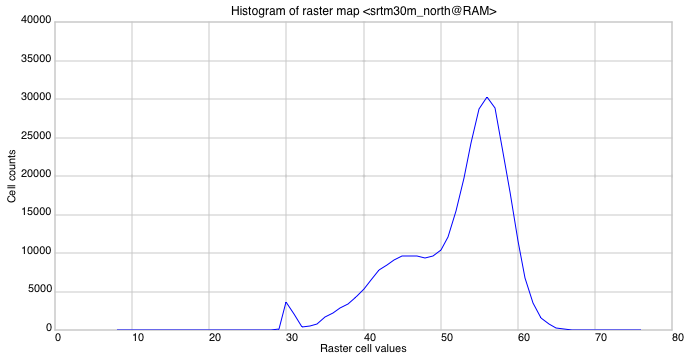 Histogram of raster map <srtm30m_north@RAM>
40000
35000
30000
25000
20000
15000
10000
5000
0
Cell counts
0 10 20 30 40 50 60 70 80
Raster cell values